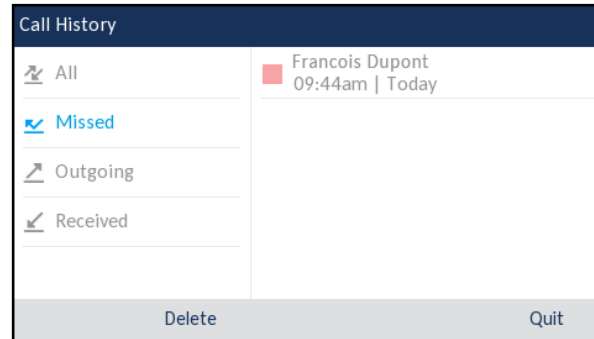 Call History
All
Missed
Outgoing
Received
Francois Dupont
09:44am | Today
Delete
Quit